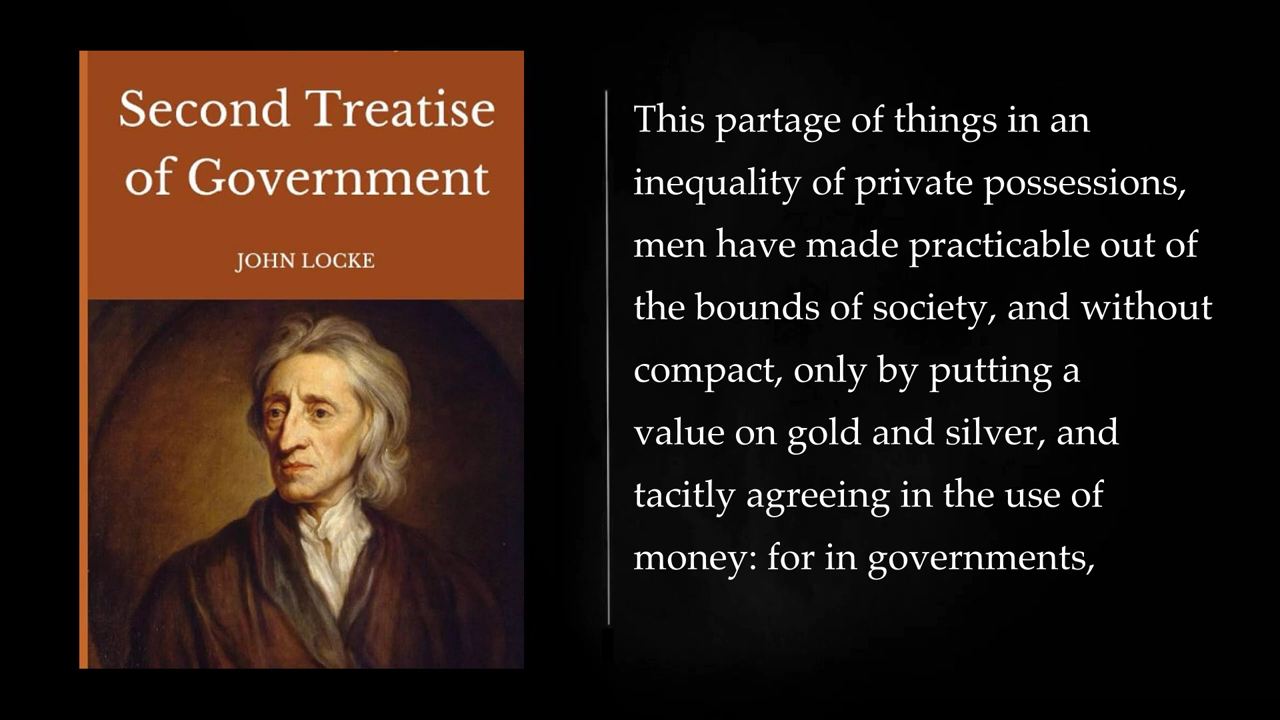 Second Treatise
of Government
JOHN LOCKE
This partage of things in an
inequality of private possessions,
men have made practicable out of
the bounds of society, and without
compact, only by putting a
value on gold and silver, and
tacitly agreeing in the use of
money: for in governments,